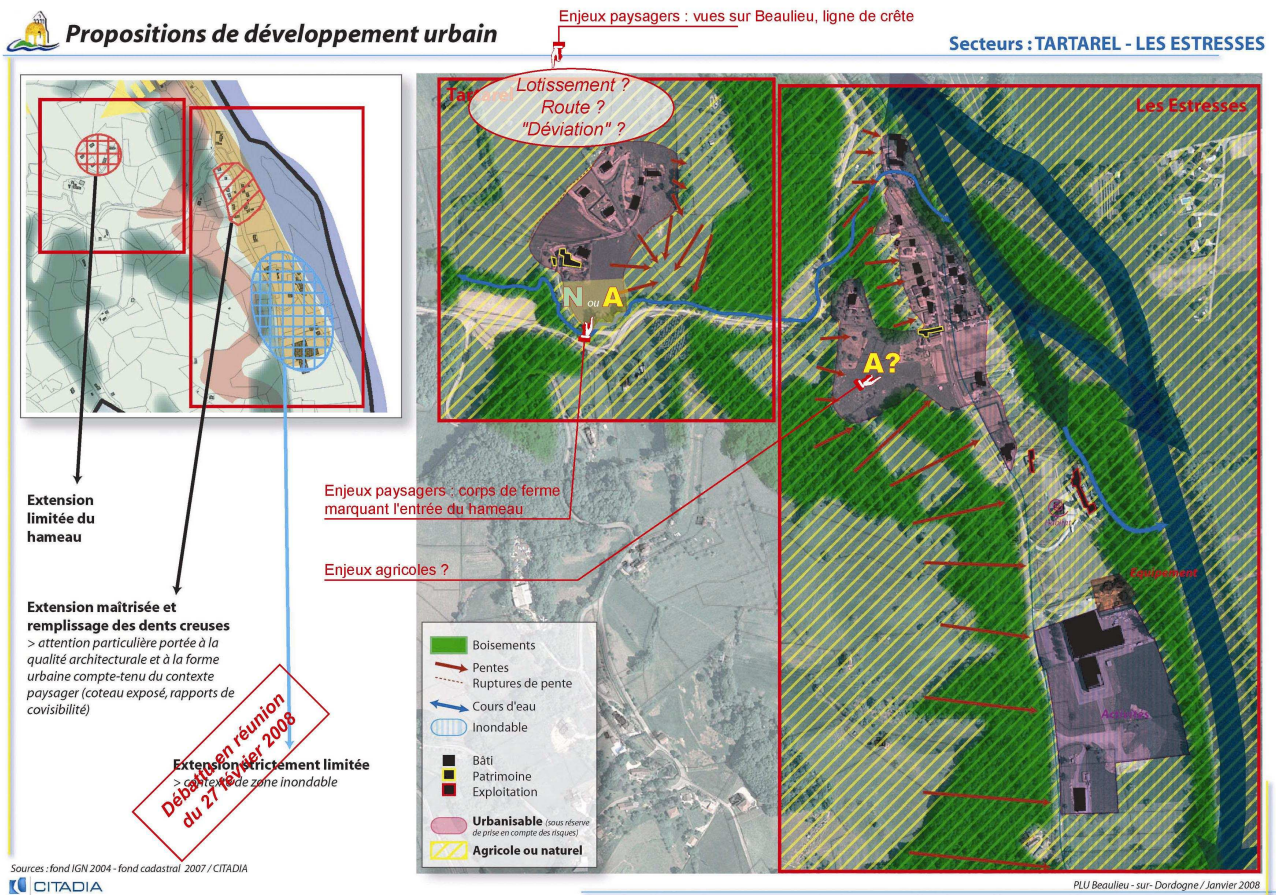 Propositions de développement urbain
Enjeux paysagers : vues sur Beaulieu, ligne de crête
Secteurs : TARTAREL - LES ESTRESSES
Lotissement ?
Route ?
"Déviation" ?
Tartarel
Les Estresses
N ou A
A?
Extension
limitée du
hameau
Enjeux paysagers : corps de ferme
marquant l'entrée du hameau
Enjeux agricoles ?
Extension maîtrisée et
remplissage des dents creuses
> attention particulière portée à la
qualité architecturale et à la forme
urbaine compte-tenu du contexte
paysager (coteau exposé, rapports de
covisibilité)
Débattu en réunion
du 27 février 2008
Extension strictement limitée
> contexte de zone inondable
Boisements
Pentes
Ruptures de pente
Cours d'eau
Inondable
Bâti
Patrimoine
Exploitation
Urbanisable (sous réserve
de prise en compte des risques)
Agricole ou naturel
Equipement
Activités
Sources : fond IGN 2004 - fond cadastral 2007 / CITADIA
CITADIA
PLU Beaulieu - sur- Dordogne / Janvier 2008